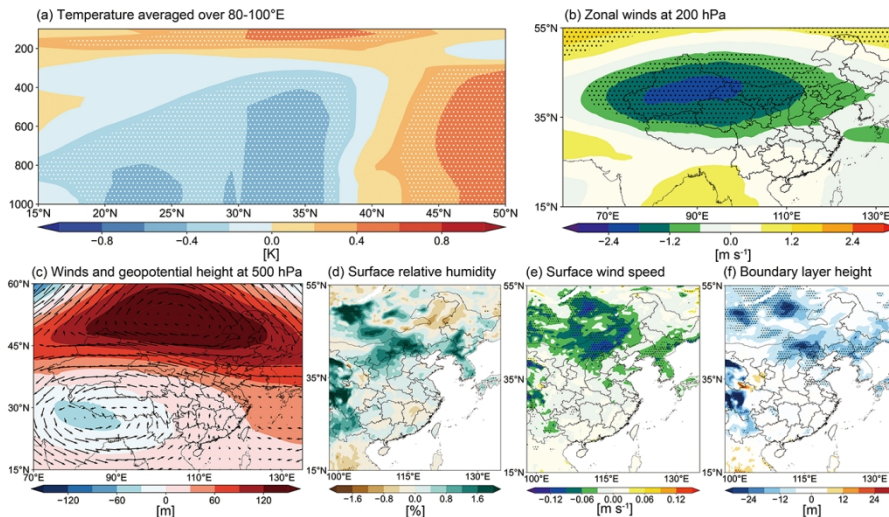 (a) Temperature averaged over 80-100°E
200
400
600
800
1000
15°N 20°N 25°N 30°N 35°N 40°N 45°N 50°N
−0.8 −0.4 0.0 0.4 0.8
[K]
(b) Zonal winds at 200 hPa
55°N
35°N
15°N
70°E 90°E 110°E 130°E
−2.4 −1.2 0.0 1.2 2.4
[m s⁻¹]
(c) Winds and geopotential height at 500 hPa
60°N
45°N
30°N
15°N
70°E 90°E 110°E 130°E
−120 −60 0 60 120
[m]
(d) Surface relative humidity
55°N
35°N
15°N
100°E 115°E 130°E
−1.6 −0.8 0.0 0.8 1.6
[%]
(e) Surface wind speed
55°N
35°N
15°N
100°E 115°E 130°E
−0.12 −0.06 0.00 0.06 0.12
[m s⁻¹]
(f) Boundary layer height
55°N
35°N
15°N
100°E 115°E 130°E
−24 −12 0 12 24
[m]